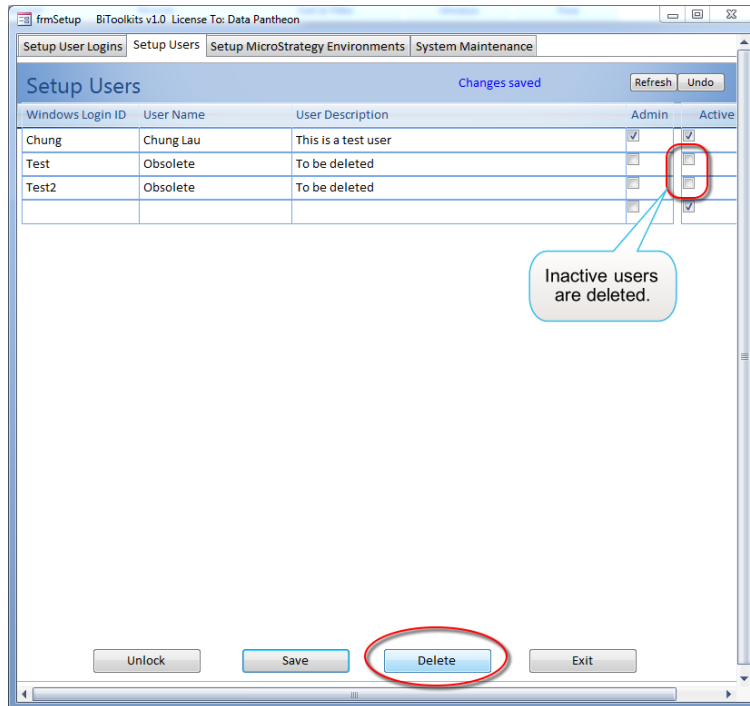 frmSetup BiToolkits v1.0 License To: Data Pantheon
Setup User Logins Setup Users Setup MicroStrategy Environments System Maintenance
Setup Users Changes saved Refresh Undo
Windows Login ID User Name User Description Admin Active
Chung Chung Lau This is a test user
Test Obsolete To be deleted
Test2 Obsolete To be deleted
Inactive users
are deleted.
Unlock Save Delete Exit